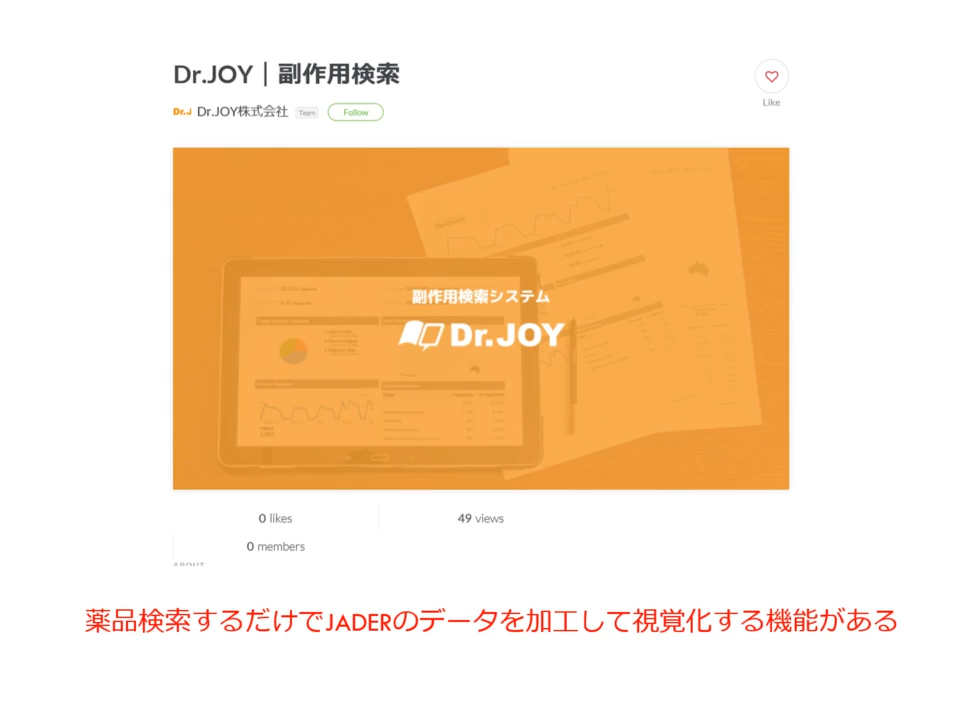 Dr.JOY｜副作用検索
Like
Dr.J Dr.JOY株式会社 Team Follow
副作用検索システム
Dr.JOY
0 likes 49 views
0 members
ABOUT
薬品検索するだけでJADERのデータを加工して視覚化する機能がある